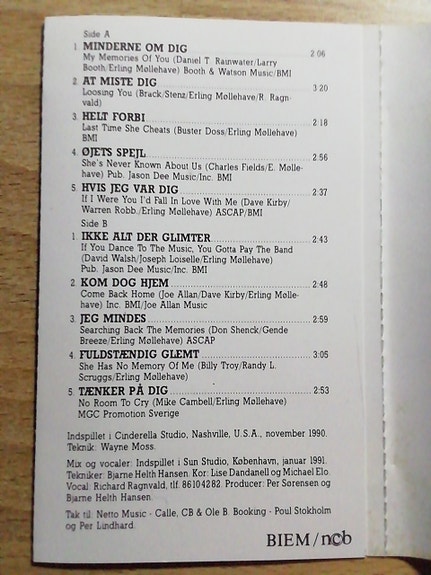 Side A
1. MINDERNE OM DIG 2:06
My Memories Of You (Daniel T. Rainwater/Larry
Booth/Erling Møllehave) Booth & Watson Music/BMI
2. AT MISTE DIG 3:20
Loosing You (Brack/Stenz/Erling Møllehave/R. Ragn-
vald)
3. HELT FORBI 2:18
Last Time She Cheats (Buster Doss/Erling Møllehave)
BMI
4. ØJETS SPEJL 2:56
She's Never Known About Us (Charles Fields/E. Mølle-
have) Pub. Jason Dee Music/Inc. BMI
5. HVIS JEG VAR DIG 2:37
If I Were You I'd Fall In Love With Me (Dave Kirby/
Warren Robb./Erling Møllehave) ASCAP/BMI
Side B
1. IKKE ALT DER GLIMTER 2:43
If You Dance To The Music, You Gotta Pay The Band
(David Walsh/Joseph Loiselle/Erling Møllehave)
Pub. Jason Dee Music/Inc. BMI
2. KOM DOG HJEM 2:48
Come Back Home (Joe Allan/Dave Kirby/Erling Mølle-
have) Inc. BMI/Joe Allan Music
3. JEG MINDES 2:59
Searching Back The Memories (Don Shenck/Gende
Breeze/Erling Møllehave) ASCAP
4. FULDSTÆNDIG GLEMT 3:05
She Has No Memory Of Me (Billy Troy/Randy L.
Scruggs/Erling Møllehave)
5. TÆNKER PÅ DIG 2:53
No Room To Cry (Mike Cambell/Erling Møllehave)
MGC Promotion Sverige
Indspillet i Cinderella Studio, Nashville, U.S.A., november 1990.
Teknik: Wayne Moss.
Mix og vocaler: Indspillet i Sun Studio, København, januar 1991.
Tekniker: Bjarne Helth Hansen. Kor: Lise Dandanell og Michael Elo.
Vocal: Richard Ragnvald, tlf. 86104282. Producer: Per Sørensen og
Bjarne Helth Hansen.
Tak til: Netto Music - Calle, CB & Ole B. Booking - Poul Stokholm
og Per Lindhard.
BIEM/ncb